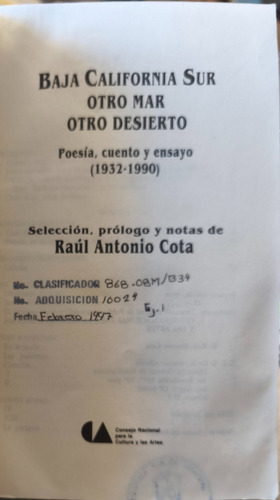 BAJA CALIFORNIA SUR
OTRO MAR
OTRO DESIERTO
Poesía, cuento y ensayo
(1932-1990)
Selección, prólogo y notas de
Raúl Antonio Cota
No. CLASIFICADOR 868.08M/B34
No. ADQUISICION 10024
Fecha Febrero 1997 Ej.1
CA
Consejo Nacional
para la
Cultura y las Artes